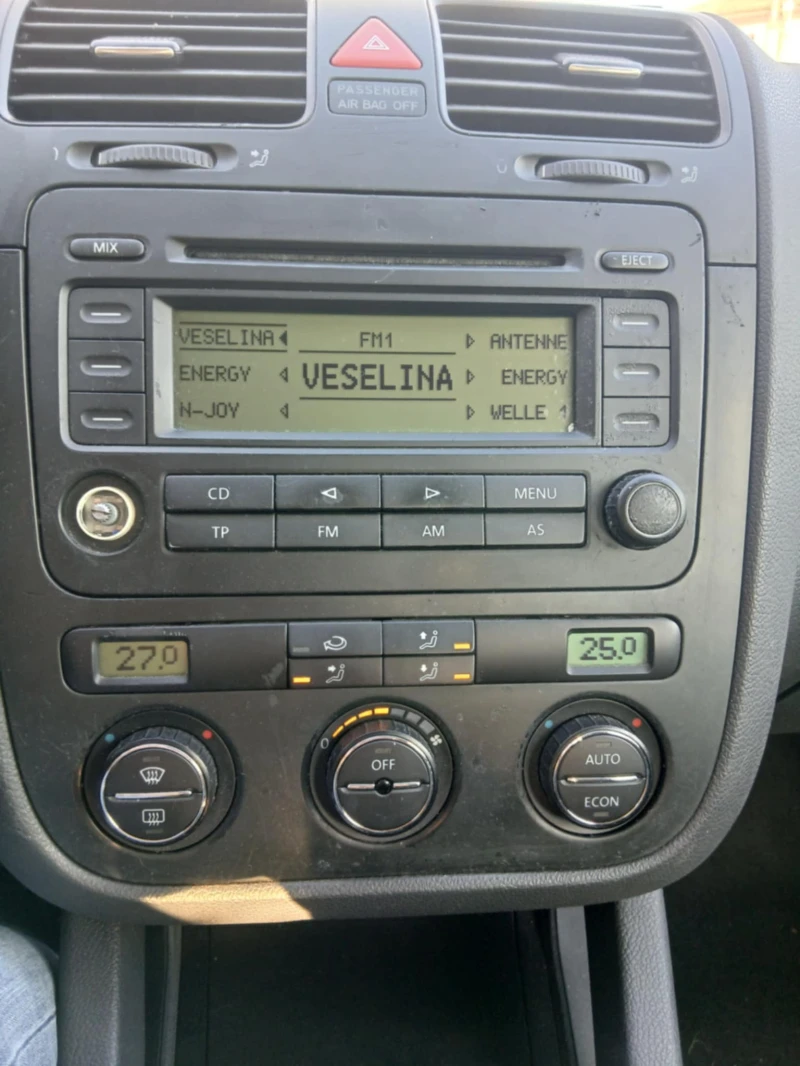 PASSENGER
AIR BAG OFF
MIX
EJECT
VESELINA FM1 ANTENNE
ENERGY VESELINA ENERGY
N-JOY WELLE 1
CD MENU
TP FM AM AS
27.0 25.0
0
OFF
AUTO
ECON